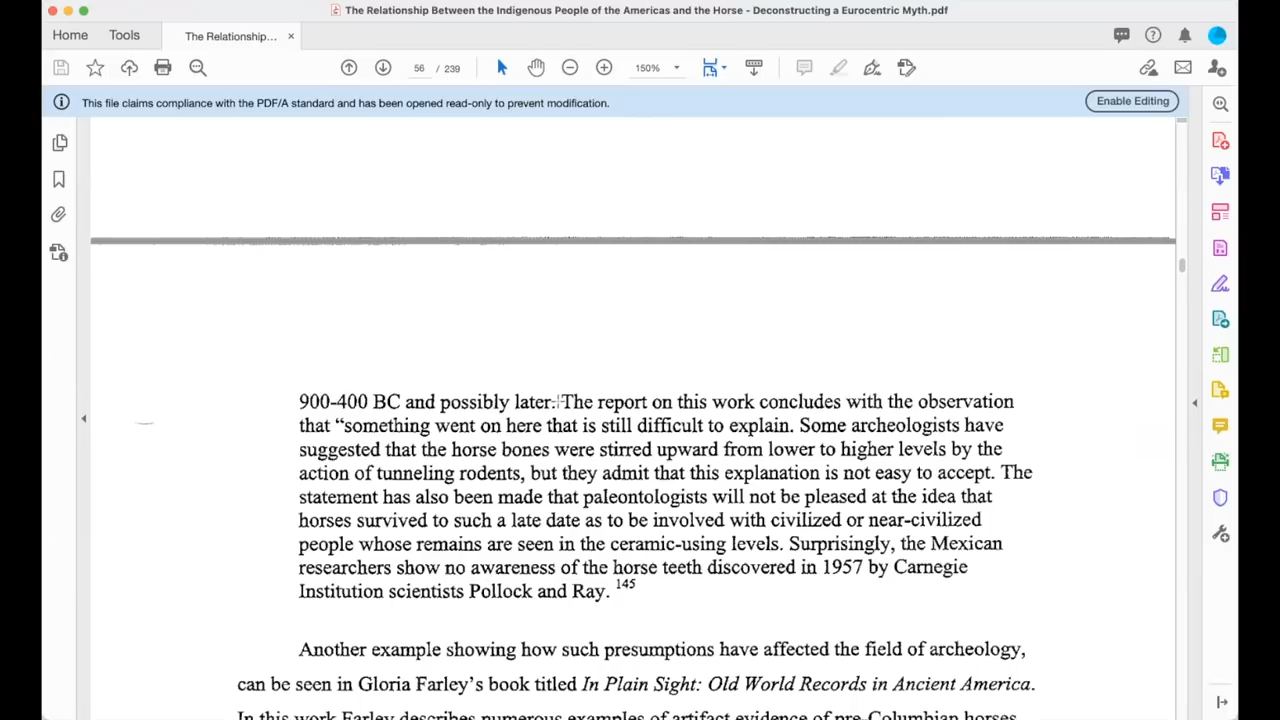 The Relationship Between the Indigenous People of the Americas and the Horse - Deconstructing a Eurocentric Myth.pdf
Home
Tools
The Relationship...
56 / 239
150%
This file claims compliance with the PDF/A standard and has been opened read-only to prevent modification.
Enable Editing
900-400 BC and possibly later. The report on this work concludes with the observation
that “something went on here that is still difficult to explain. Some archeologists have
suggested that the horse bones were stirred upward from lower to higher levels by the
action of tunneling rodents, but they admit that this explanation is not easy to accept. The
statement has also been made that paleontologists will not be pleased at the idea that
horses survived to such a late date as to be involved with civilized or near-civilized
people whose remains are seen in the ceramic-using levels. Surprisingly, the Mexican
researchers show no awareness of the horse teeth discovered in 1957 by Carnegie
Institution scientists Pollock and Ray. 145
Another example showing how such presumptions have affected the field of archeology,
can be seen in Gloria Farley's book titled In Plain Sight: Old World Records in Ancient America.
In this work Farley describes numerous examples of artifact evidence of pre-Columbian horses